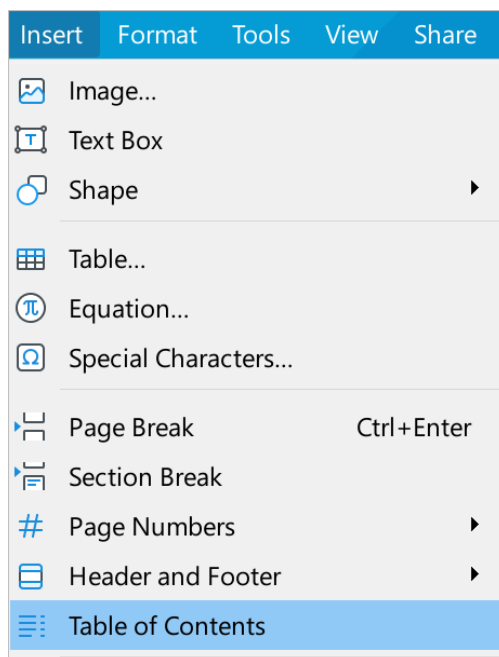 Insert Format Tools View Share
Image...
Text Box
Shape
Table...
Equation...
Special Characters...
Page Break Ctrl+Enter
Section Break
Page Numbers
Header and Footer
Table of Contents